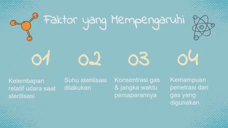 Faktor yang Mempengaruhi
01
Kelembapan
relatif udara saat
sterilisasi
02
Suhu sterilisasi
dilakukan
03
Konsentrasi gas
& jangka waktu
pemaparannya
04
Kemampuan
penetrasi dari
gas yang
digunakan